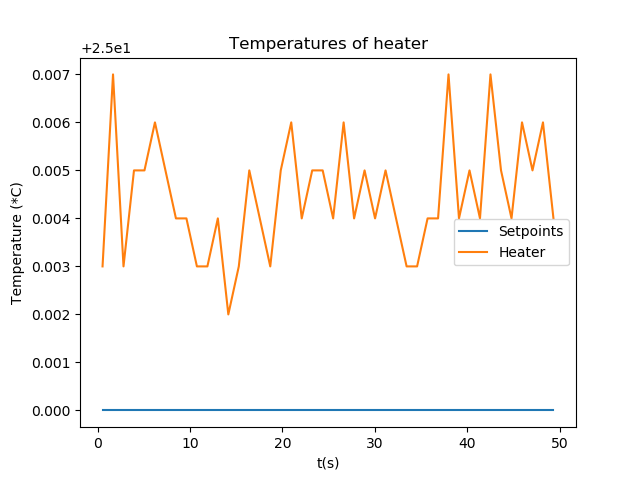 Temperatures of heater
+2.5e1
0.007
0.006
0.005
0.004
0.003
0.002
0.001
0.000
Temperature (*C)
Setpoints
Heater
0 10 20 30 40 50
t(s)